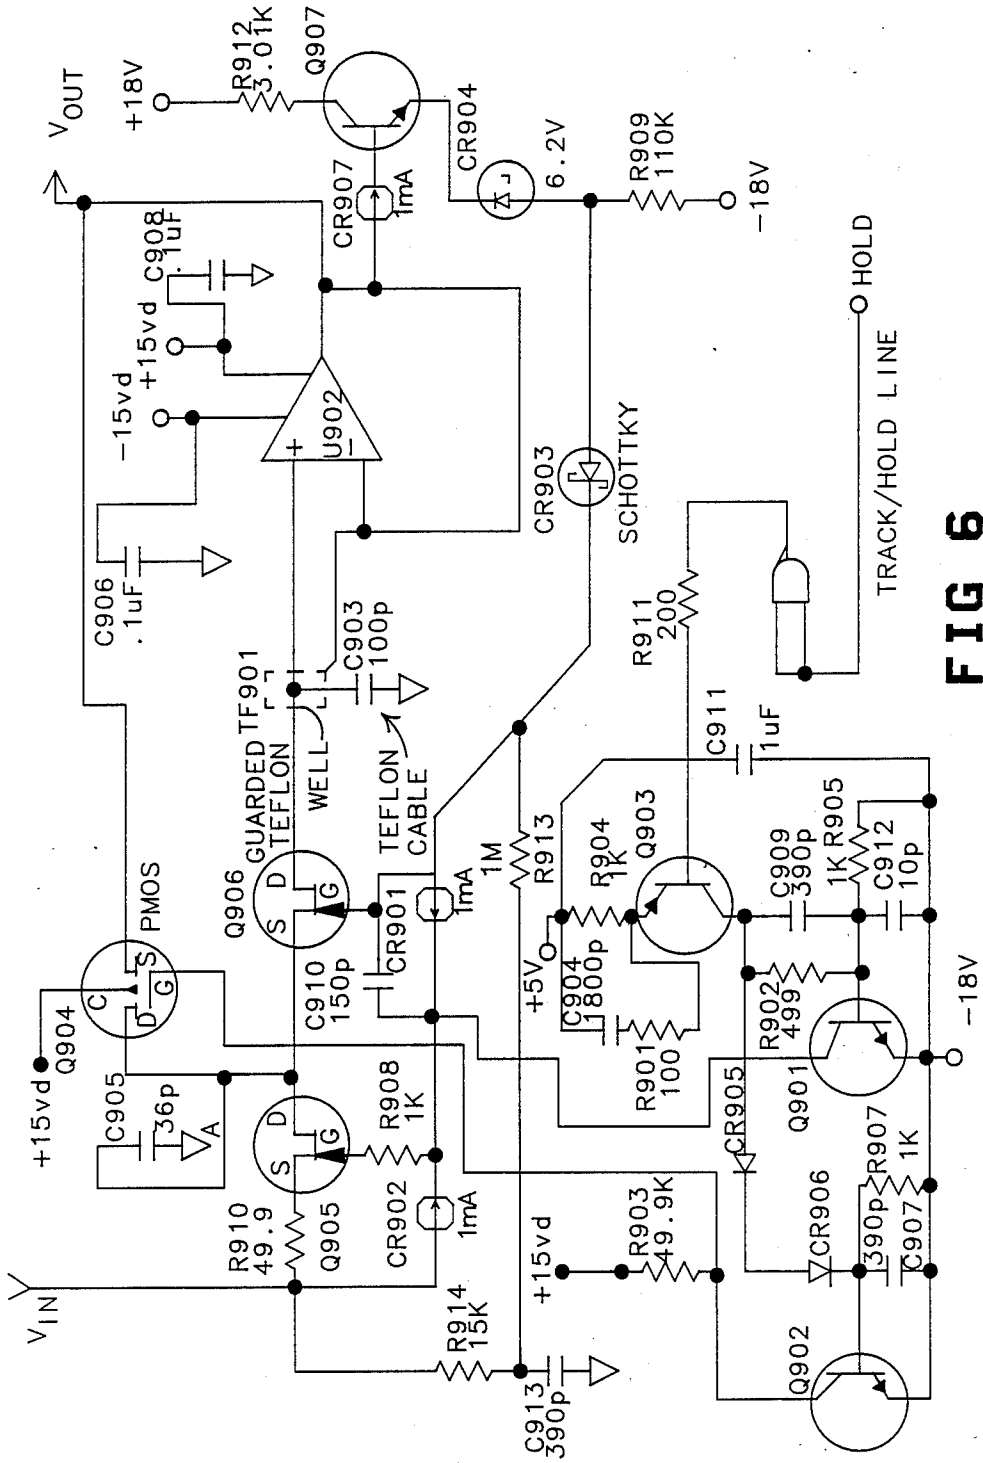 V_IN
R910
49.9
Q905
S
D
G
C905
36p
A
+15vd
Q904
C
D
S
G
PMOS
R908
1K
CR902
1mA
C910
150p
CR901
1mA
Q906
S
D
G
GUARDED
TEFLON
WELL
TF901
TEFLON
CABLE
C903
100p
C906
.1uF
-15vd
+15vd
C908
.1uF
U902
+
-
V_OUT
+18V
R912
3.01K
Q907
CR907
1mA
CR904
6.2V
R909
110K
-18V
CR903
SCHOTTKY
R914
15K
C913
390p
1M
R913
+5V
R904
1K
Q903
C904
1800p
R901
100
R911
200
C911
1uF
HOLD
TRACK/HOLD LINE
+15vd
R903
49.9K
CR905
R902
499
C909
390p
1K
R905
C912
10p
Q901
CR906
390p
C907
R907
1K
Q902
-18V
FIG 6